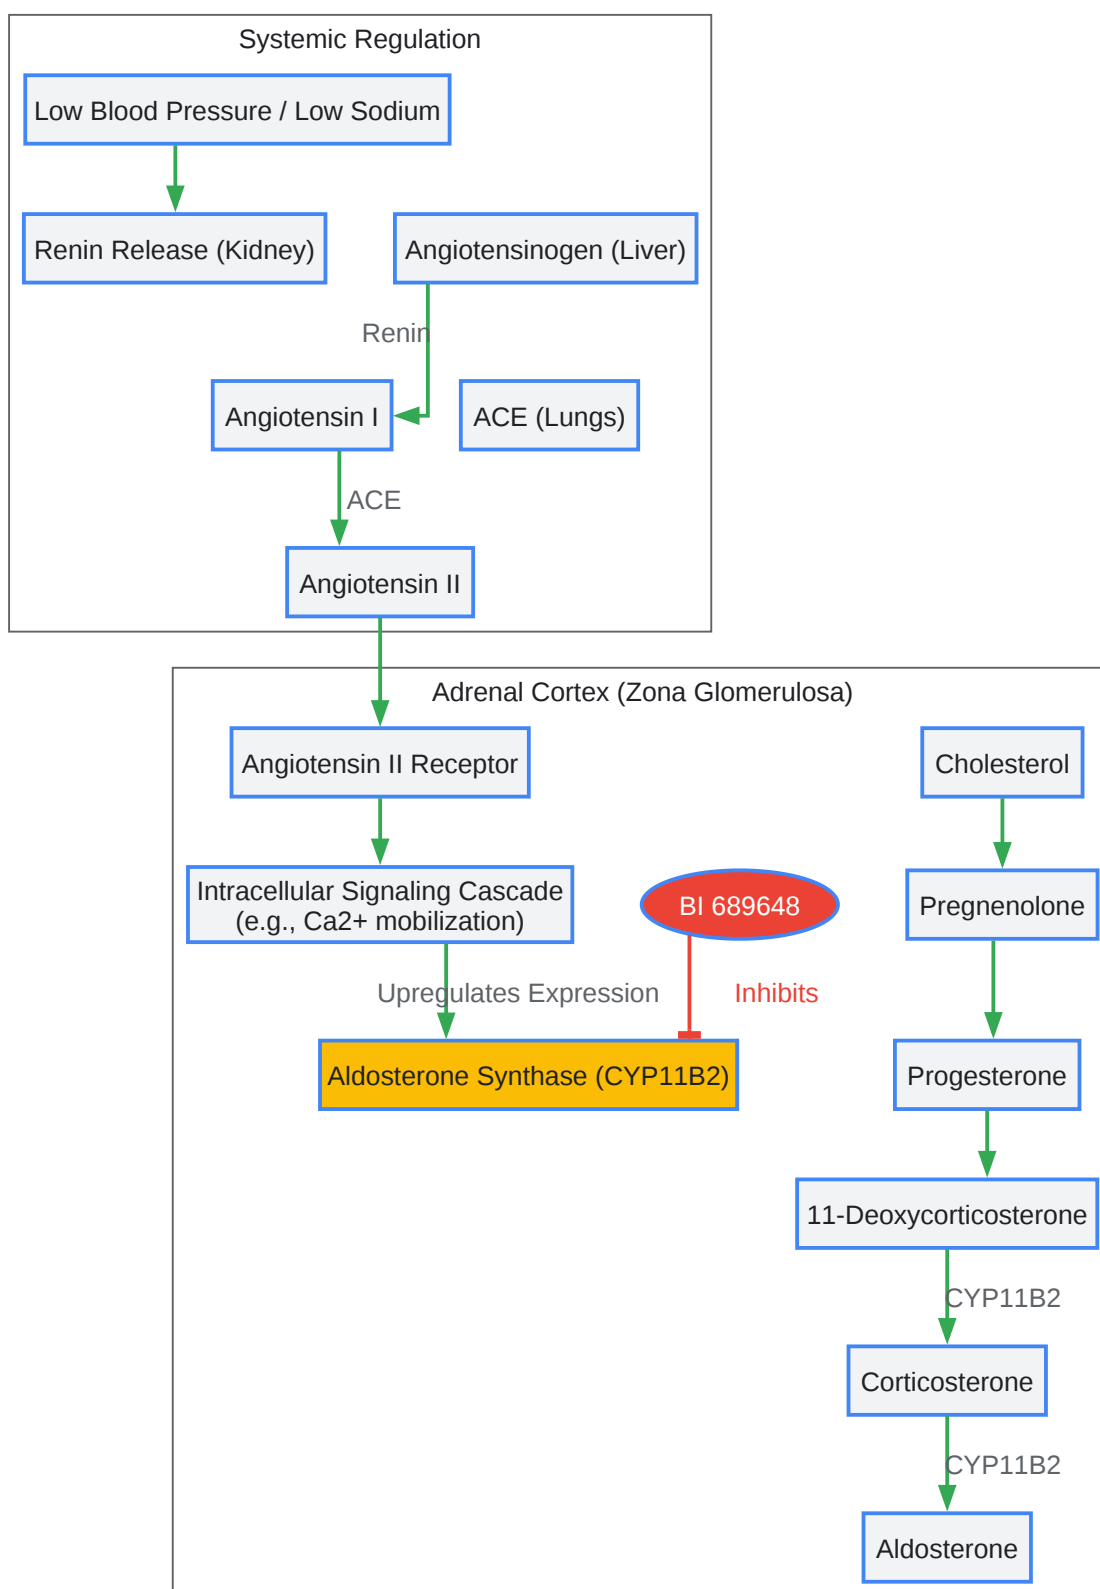 Systemic Regulation
Low Blood Pressure / Low Sodium
Renin Release (Kidney)
Angiotensinogen (Liver)
Renin
Angiotensin I
ACE (Lungs)
ACE
Angiotensin II
Adrenal Cortex (Zona Glomerulosa)
Angiotensin II Receptor
Cholesterol
Intracellular Signaling Cascade
(e.g., Ca2+ mobilization)
BI 689648
Pregnenolone
Upregulates Expression
Inhibits
Aldosterone Synthase (CYP11B2)
Progesterone
11-Deoxycorticosterone
CYP11B2
Corticosterone
CYP11B2
Aldosterone